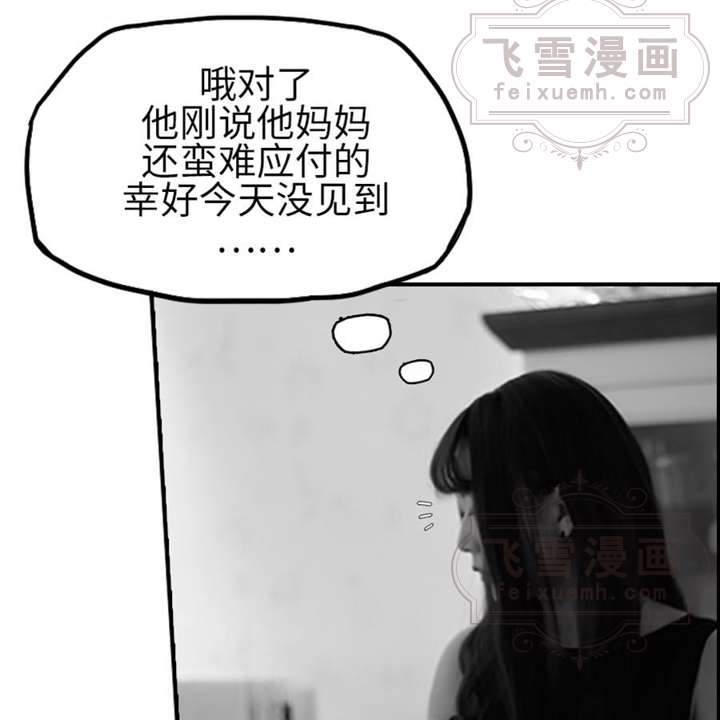 飞雪漫画
feixuemh.com
哦对了
他刚说他妈妈
还蛮难应付的
幸好今天没见到
……
飞雪漫画
feixuemh.com